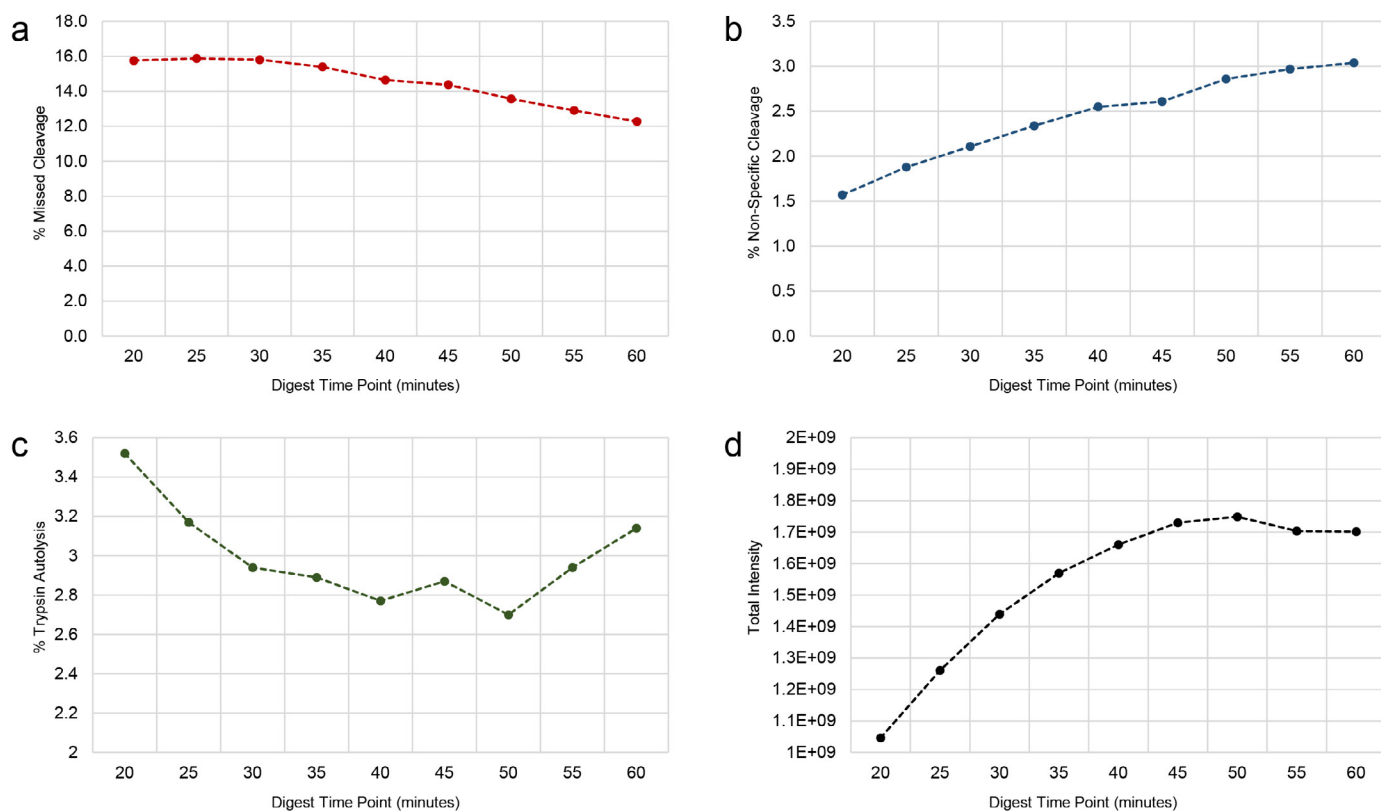 a
18.0
16.0
14.0
12.0
10.0
8.0
6.0
4.0
2.0
0.0
% Missed Cleavage
20 25 30 35 40 45 50 55 60
Digest Time Point (minutes)
b
3.5
3.0
2.5
2.0
1.5
1.0
0.5
0.0
% Non-Specific Cleavage
20 25 30 35 40 45 50 55 60
Digest Time Point (minutes)
c
3.6
3.4
3.2
3
2.8
2.6
2.4
2.2
2
% Trypsin Autolysis
20 25 30 35 40 45 50 55 60
Digest Time Point (minutes)
d
2E+09
1.9E+09
1.8E+09
1.7E+09
1.6E+09
1.5E+09
1.4E+09
1.3E+09
1.2E+09
1.1E+09
1E+09
Total Intensity
20 25 30 35 40 45 50 55 60
Digest Time Point (minutes)